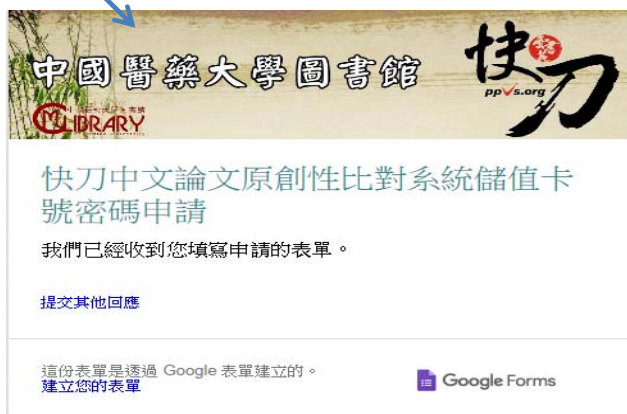 中國醫藥大學圖書館
快刀
ppvs.org
LIBRARY
快刀中文論文原創性比對系統儲值卡
號密碼申請
我們已經收到您填寫申請的表單。
提交其他回應
這份表單是透過 Google 表單建立的。
建立您的表單
Google Forms